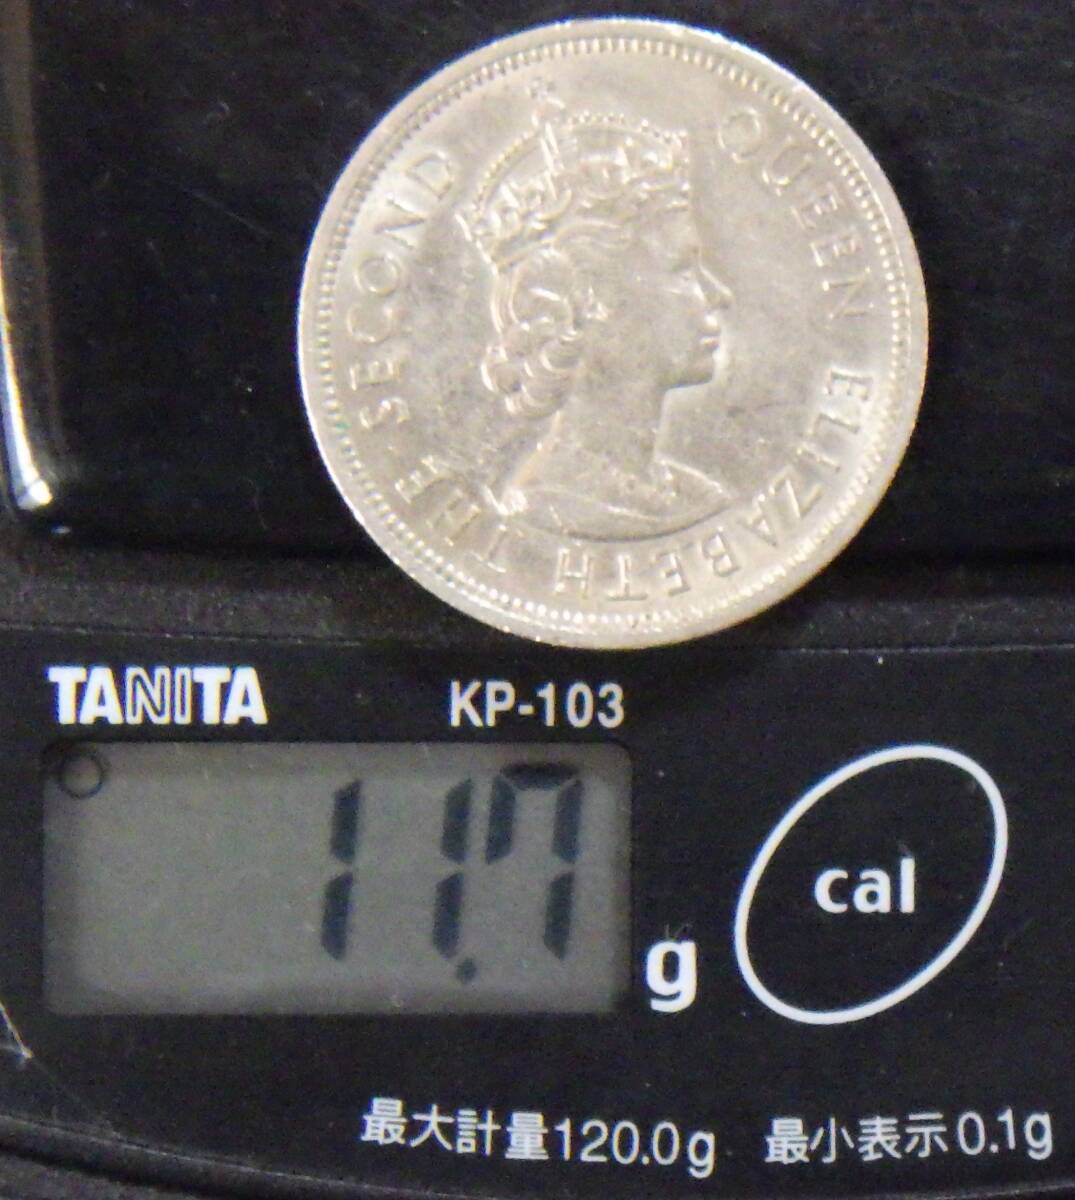 QUEEN ELIZABETH THE SECOND
TANITA KP-103
11.7 g
cal
最大計量120.0g 最小表示0.1g